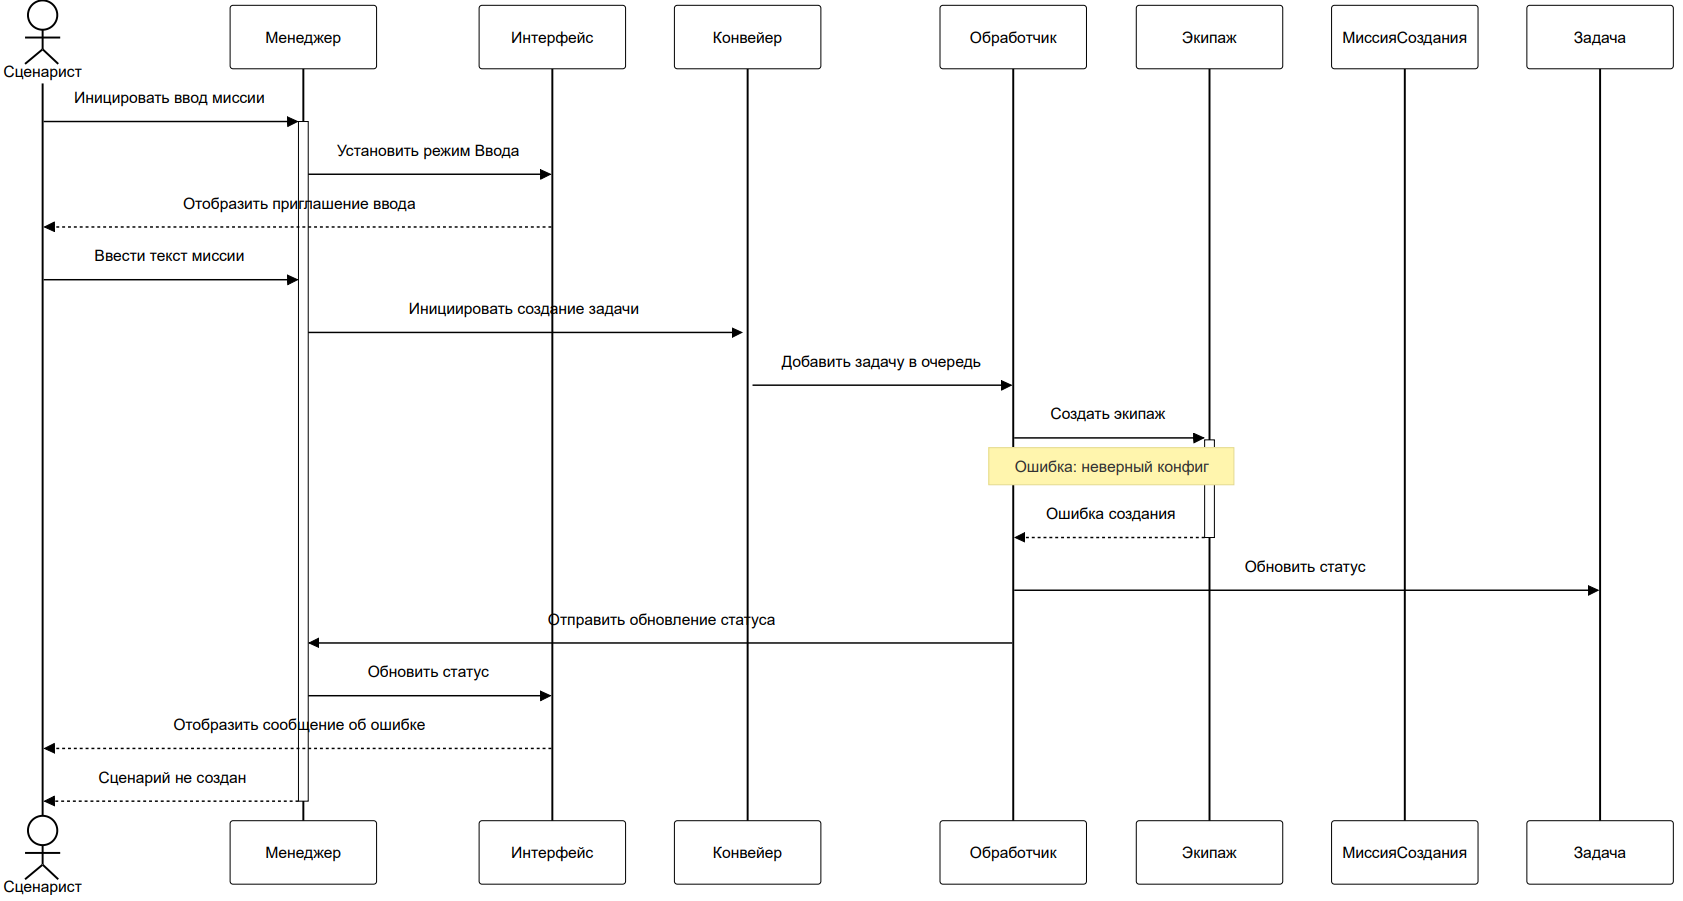 Сценарист
Менеджер
Интерфейс
Конвейер
Обработчик
Экипаж
МиссияСоздания
Задача
Иницировать ввод миссии
Установить режим Ввода
Отобразить приглашение ввода
Ввести текст миссии
Инициировать создание задачи
Добавить задачу в очередь
Создать экипаж
Ошибка: неверный конфиг
Ошибка создания
Обновить статус
Отправить обновление статуса
Обновить статус
Отобразить сообщение об ошибке
Сценарий не создан
Сценарист
Менеджер
Интерфейс
Конвейер
Обработчик
Экипаж
МиссияСоздания
Задача